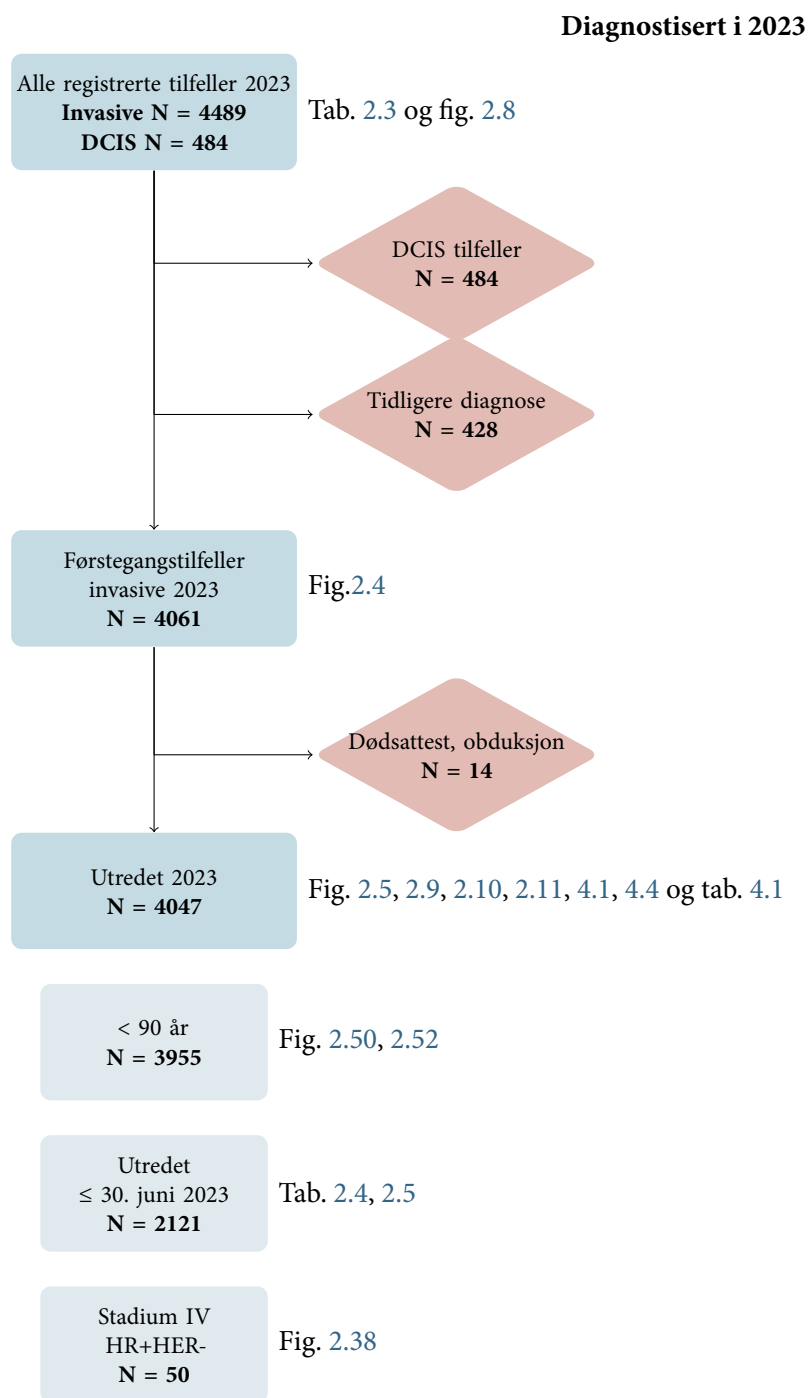 Diagnostisert i 2023
Alle registrerte tilfeller 2023
Invasive N = 4489
DCIS N = 484
Tab. 2.3 og fig. 2.8
DCIS tilfeller
N = 484
Tidligere diagnose
N = 428
Førstegangstilfeller
invasive 2023
N = 4061
Fig.2.4
Dødsattest, obduksjon
N = 14
Utredet 2023
N = 4047
Fig. 2.5, 2.9, 2.10, 2.11, 4.1, 4.4 og tab. 4.1
< 90 år
N = 3955
Fig. 2.50, 2.52
Utredet
≤ 30. juni 2023
N = 2121
Tab. 2.4, 2.5
Stadium IV
HR+HER-
N = 50
Fig. 2.38